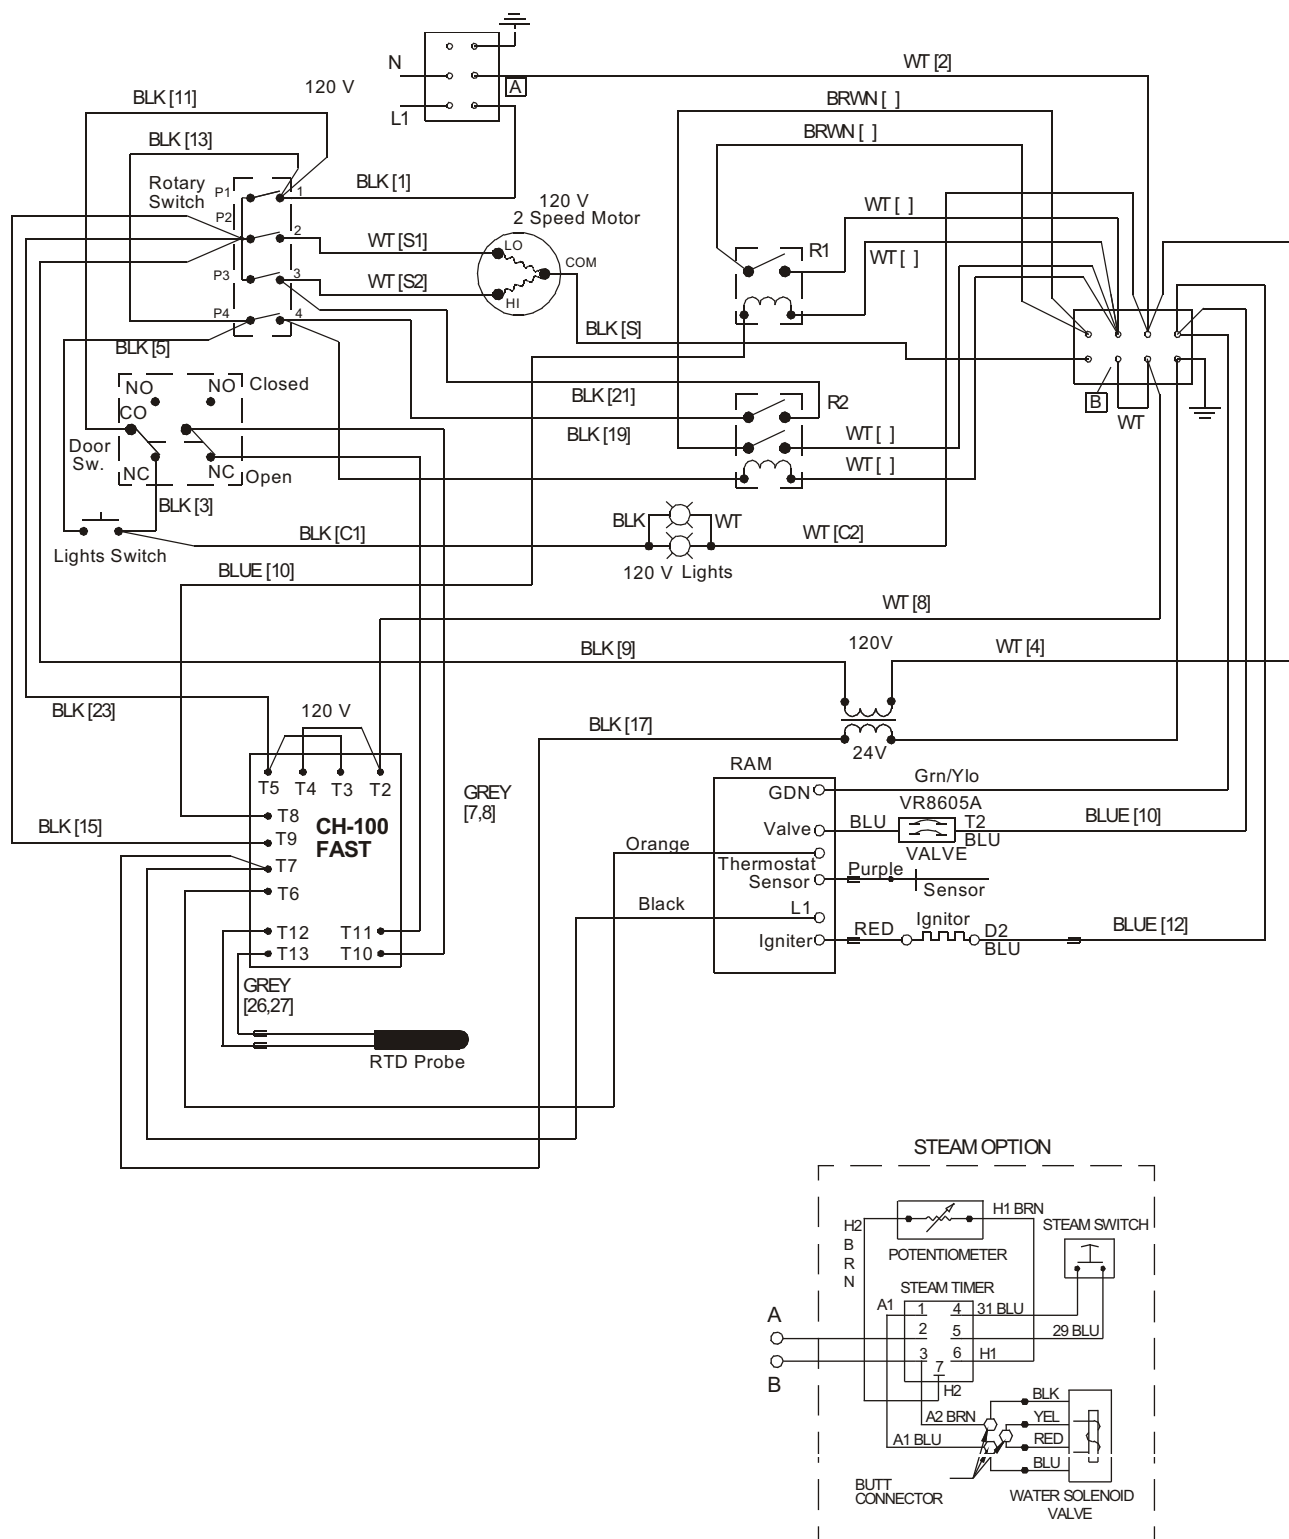 WT [2]
N
120 V
A
BLK [11]
BRWN [ ]
L1
BRWN [ ]
BLK [13]
BLK [1]
Rotary
Switch
P1
1
P2
120 V
2 Speed Motor
WT [ ]
2
WT [S1]
LO
R1
COM
WT [ ]
P3
3
WT [S2]
HI
P4
4
BLK [S]
BLK [5]
NO
NO
Closed
BLK [21]
R2
B
CO
WT
BLK [19]
WT [ ]
Door
Sw.
NC
NC
Open
WT [ ]
BLK [3]
BLK
WT
BLK [C1]
WT [C2]
Lights Switch
120 V Lights
BLUE [10]
WT [8]
120V
BLK [9]
WT [4]
BLK [23]
120 V
BLK [17]
24V
RAM
T5
T4
T3
T2
GREY
[7,8]
GDN
Grn/Ylo
VR8605A
T8
BLK [15]
CH-100
FAST
T9
Valve
BLU
T2
BLU
BLUE [10]
VALVE
Orange
T7
Thermostat
Sensor
Purple
Sensor
T6
Black
L1
Ignitor
T12
T11
Igniter
RED
D2
BLU
BLUE [12]
T13
T10
GREY
[26,27]
RTD Probe
STEAM OPTION
H2
B
R
N
H1 BRN
STEAM SWITCH
POTENTIOMETER
STEAM TIMER
A1
1
4
31 BLU
A
2
5
29 BLU
3
6
H1
B
7
H2
BLK
A2 BRN
YEL
A1 BLU
RED
BLU
BUTT
CONNECTOR
WATER SOLENOID
VALVE